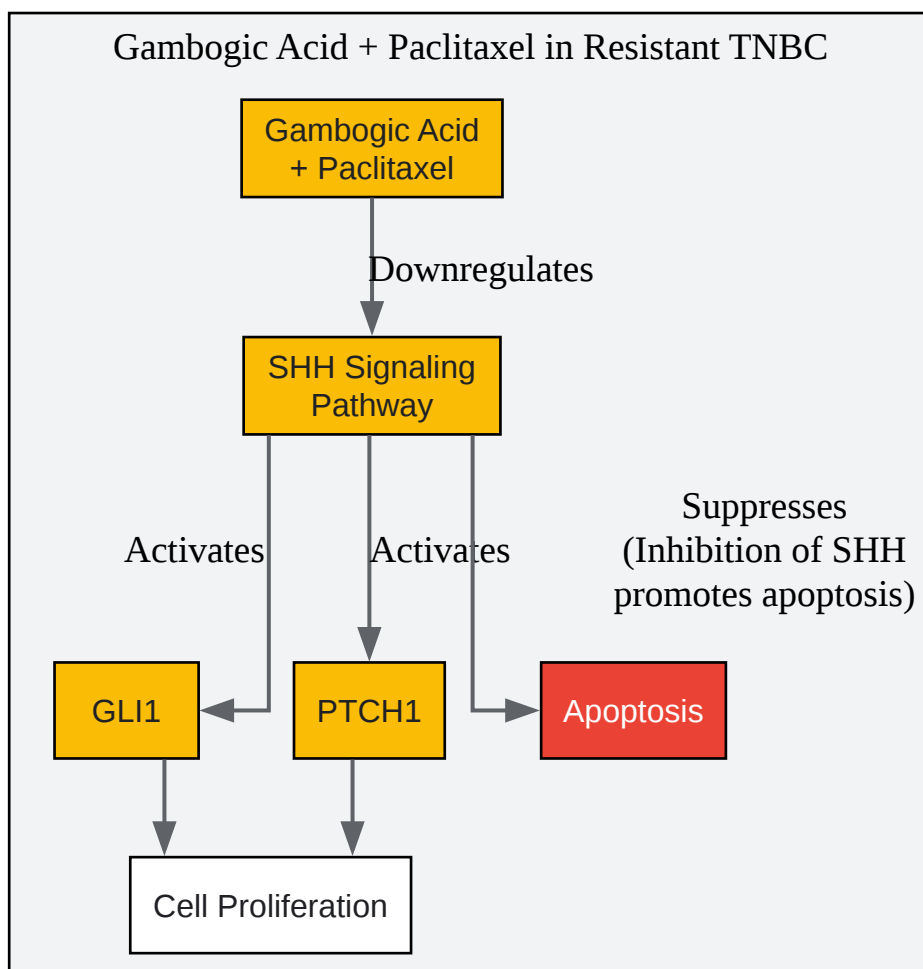 Gambogic Acid + Paclitaxel in Resistant TNBC
Gambogic Acid
+ Paclitaxel
Downregulates
SHH Signaling
Pathway
Activates
Activates
Suppresses
(Inhibition of SHH
promotes apoptosis)
GLI1
PTCH1
Apoptosis
Cell Proliferation